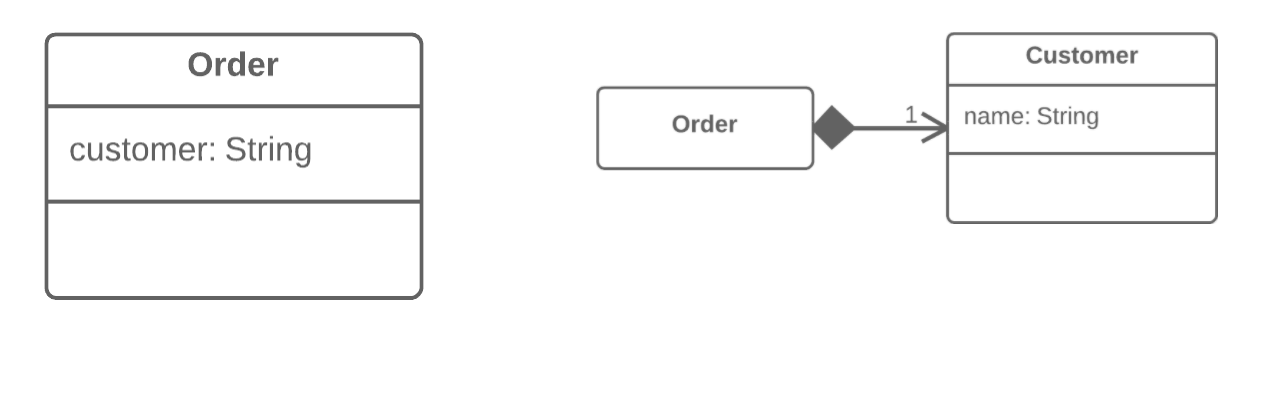 Order
customer: String
Order
1
Customer
name: String